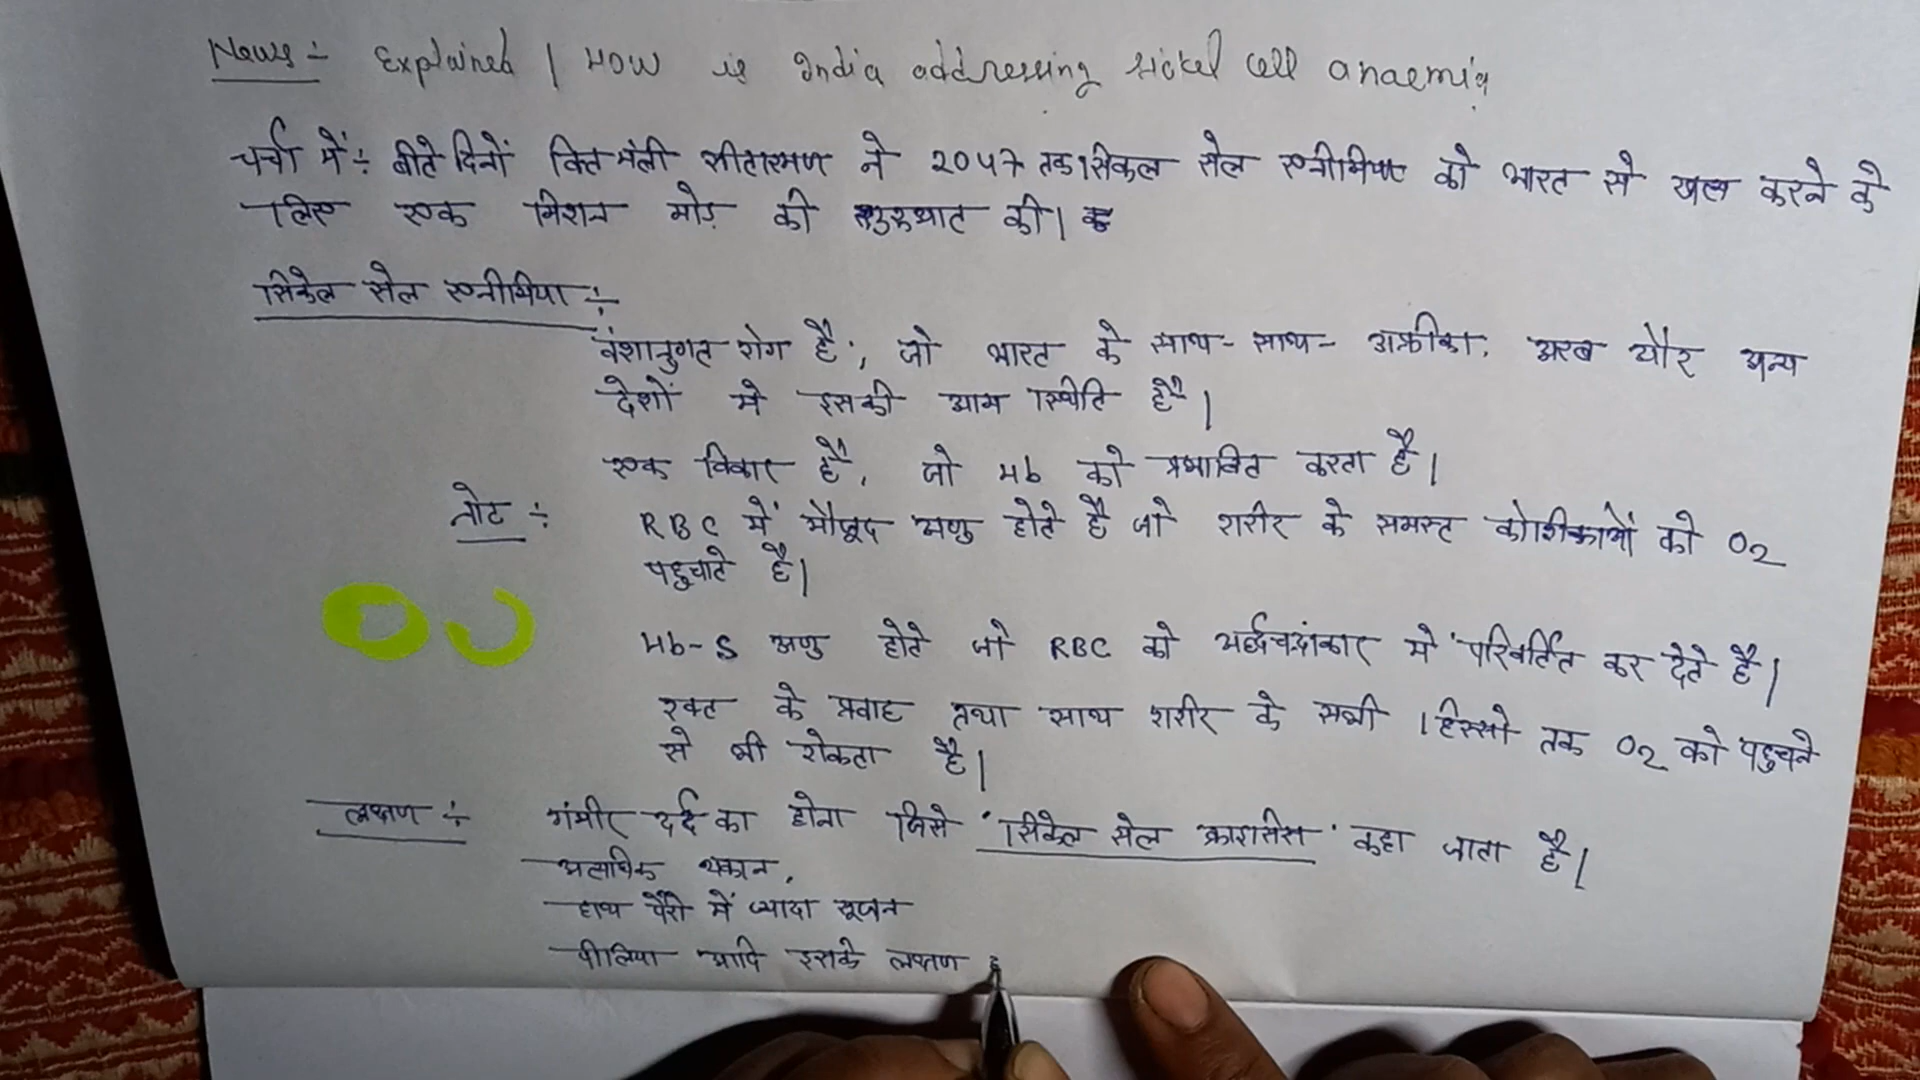 News :- Explained | How is India addressing sickel cell anaemia
चर्चा में :- बीते दिनों वित मंत्री सीतारमण ने 2047 तक सिकल सेल एनीमिया को भारत से खत्म करने के
लिए एक मिशन मोड़ की शुरुआत की।
सिकेल सेल एनीमिया :-
वंशानुगत रोग है, जो भारत के साथ-साथ अफ्रीका, अरब और अन्य
देशों मे इसकी आम स्थिति है।
एक विकार है, जो Hb को प्रभावित करता है।
नोट :- RBC में मौजूद अणु होते है जो शरीर के समस्त कोशिकाओं को O2
पहुचाते है।
Hb-S अणु होते जो RBC को अर्द्धचन्द्राकार मे परिवर्तित कर देते है।
रक्त के प्रवाह तथा साथ शरीर के सभी हिस्सो तक O2 को पहुचने
से भी रोकता है।
लक्षण :- गंभीर दर्द का होना जिसे 'सिकेल सेल क्राइसेस' कहा जाता है।
अत्यधिक थकान,
हाथ पैरो में ज्यादा सूजन
पीलिया आदि इसके लक्षण